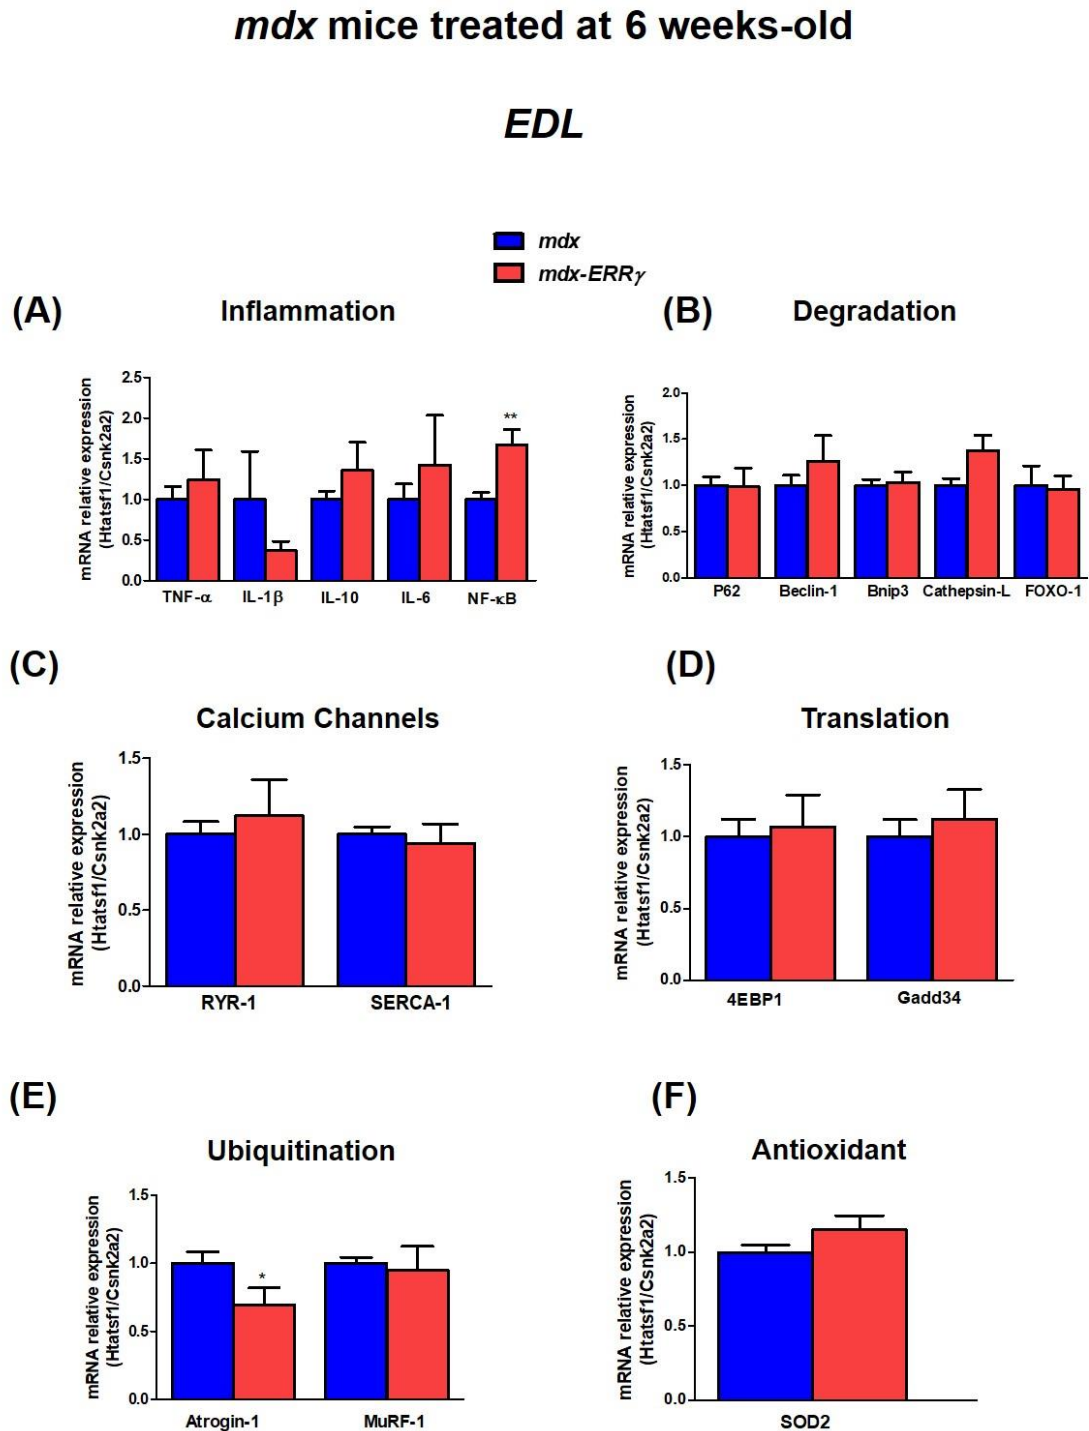 mdx mice treated at 6 weeks-old
EDL
mdx
mdx-ERRγ
(A)
Inflammation
mRNA relative expression
(Htatsf1/Csnk2a2)
2.5
2.0
1.5
1.0
0.5
0.0
**
TNF-α IL-1β IL-10 IL-6 NF-κB
(B)
Degradation
mRNA relative expression
(Htatsf1/Csnk2a2)
2.0
1.5
1.0
0.5
0.0
P62 Beclin-1 Bnip3 Cathepsin-L FOXO-1
(C)
Calcium Channels
mRNA relative expression
(Htatsf1/Csnk2a2)
1.5
1.0
0.5
0.0
RYR-1 SERCA-1
(D)
Translation
mRNA relative expression
(Htatsf1/Csnk2a2)
1.5
1.0
0.5
0.0
4EBP1 Gadd34
(E)
Ubiquitination
mRNA relative expression
(Htatsf1/Csnk2a2)
1.5
1.0
0.5
0.0
*
Atrogin-1 MuRF-1
(F)
Antioxidant
mRNA relative expression
(Htatsf1/Csnk2a2)
1.5
1.0
0.5
0.0
SOD2